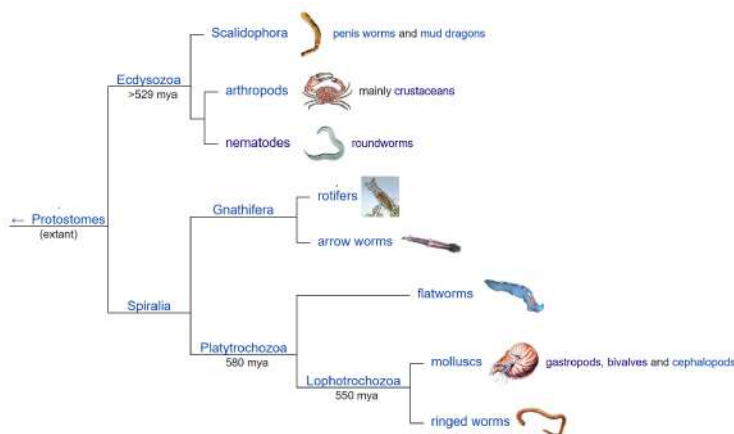 Scalidophora penis worms and mud dragons
Ecdysozoa
>529 mya
arthropods mainly crustaceans
nematodes roundworms
← Protostomes
(extant)
Gnathifera
rotifers
arrow worms
Spiralia
flatworms
Platytrochozoa
580 mya
molluscs gastropods, bivalves and cephalopods
Lophotrochozoa
550 mya
ringed worms